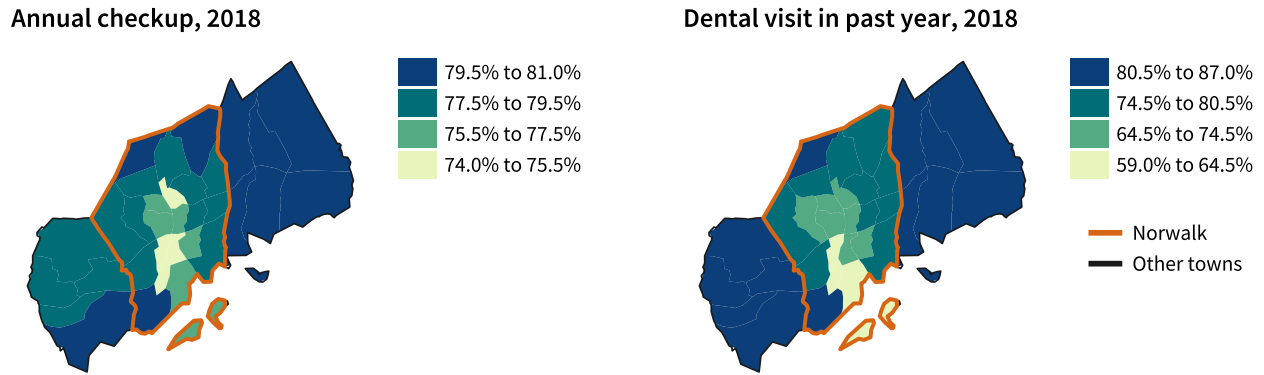 Annual checkup, 2018
79.5% to 81.0%
77.5% to 79.5%
75.5% to 77.5%
74.0% to 75.5%
Dental visit in past year, 2018
80.5% to 87.0%
74.5% to 80.5%
64.5% to 74.5%
59.0% to 64.5%
Norwalk
Other towns